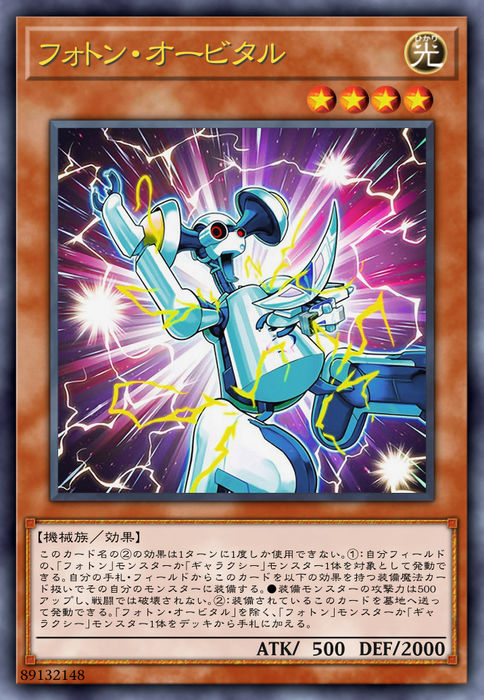 フォトン・オービタル
ひかり
光
【機械族／効果】
このカード名の②の効果は1ターンに1度しか使用できない。①：自分フィールド
の、「フォトン」モンスターか「ギャラクシー」モンスター1体を対象として発動で
きる。自分の手札・フィールドからこのカードを以下の効果を持つ装備魔法カー
ド扱いでその自分のモンスターに装備する。●装備モンスターの攻撃力は500
アップし、戦闘では破壊されない。②：装備されているこのカードを墓地へ送っ
て発動できる。「フォトン・オービタル」を除く、「フォトン」モンスターか「ギャ
ラクシー」モンスター1体をデッキから手札に加える。
ATK/ 500 DEF/2000
89132148